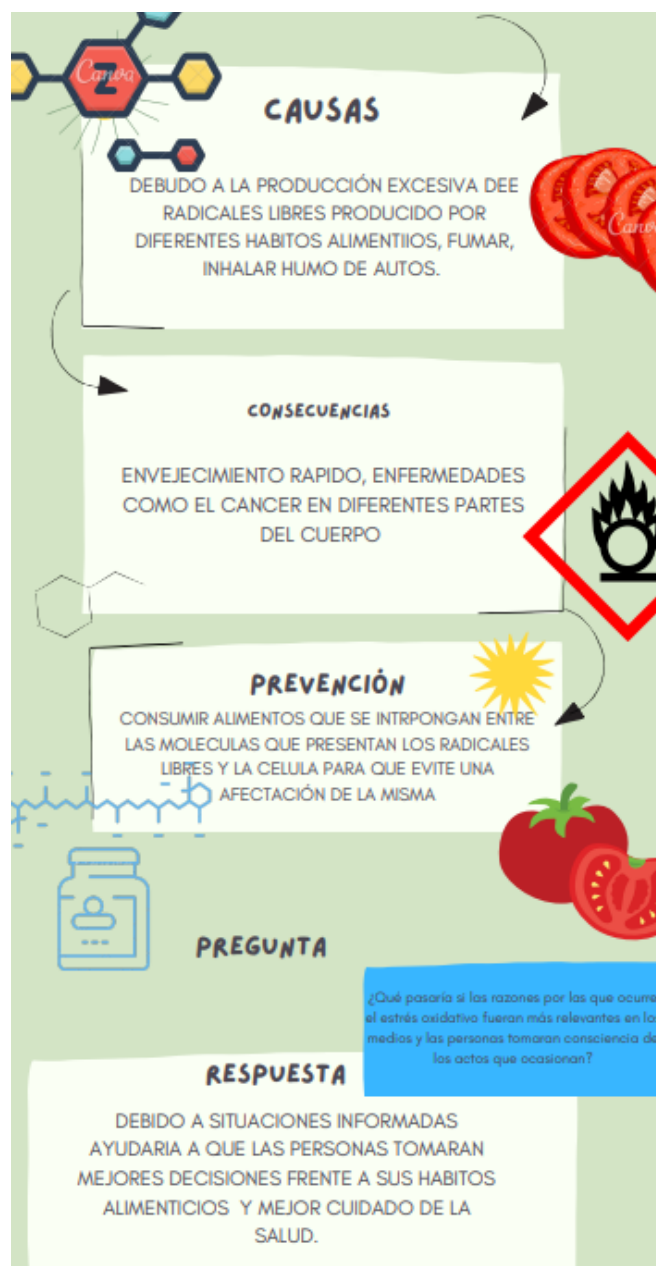 Canva
Z
CAUSAS
DEBUDO A LA PRODUCCIÓN EXCESIVA DEE
RADICALES LIBRES PRODUCIDO POR
DIFERENTES HABITOS ALIMENTIIOS, FUMAR,
INHALAR HUMO DE AUTOS.
Canva
CONSECUENCIAS
ENVEJECIMIENTO RAPIDO, ENFERMEDADES
COMO EL CANCER EN DIFERENTES PARTES
DEL CUERPO
PREVENCIÓN
CONSUMIR ALIMENTOS QUE SE INTRPONGAN ENTRE
LAS MOLECULAS QUE PRESENTAN LOS RADICALES
LIBRES Y LA CELULA PARA QUE EVITE UNA
AFECTACIÓN DE LA MISMA
PREGUNTA
¿Qué pasaría si las razones por las que ocurre
el estrés oxidativo fueran más relevantes en los
medios y las personas tomaran consciencia de
los actos que ocasionan?
RESPUESTA
DEBIDO A SITUACIONES INFORMADAS
AYUDARIA A QUE LAS PERSONAS TOMARAN
MEJORES DECISIONES FRENTE A SUS HABITOS
ALIMENTICIOS Y MEJOR CUIDADO DE LA
SALUD.